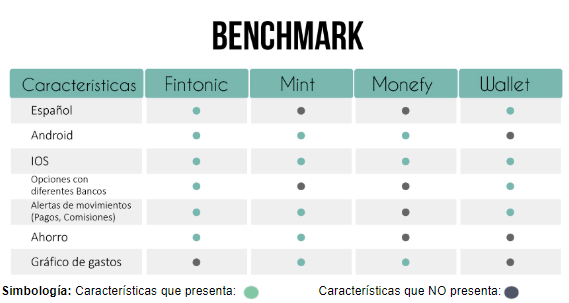 BENCHMARK
Características Fintonic Mint Monefy Wallet
Español
Android
IOS
Opciones con
diferentes Bancos
Alertas de movimientos
(Pagos, Comisiones)
Ahorro
Gráfico de gastos
Simbología: Características que presenta: Características que NO presenta: